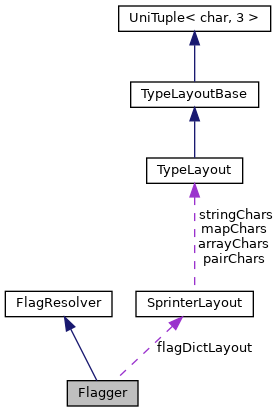 UniTuple< char, 3 >
TypeLayoutBase
TypeLayout
stringChars
mapChars
arrayChars
pairChars
FlagResolver
SprinterLayout
flagDictLayout
Flagger